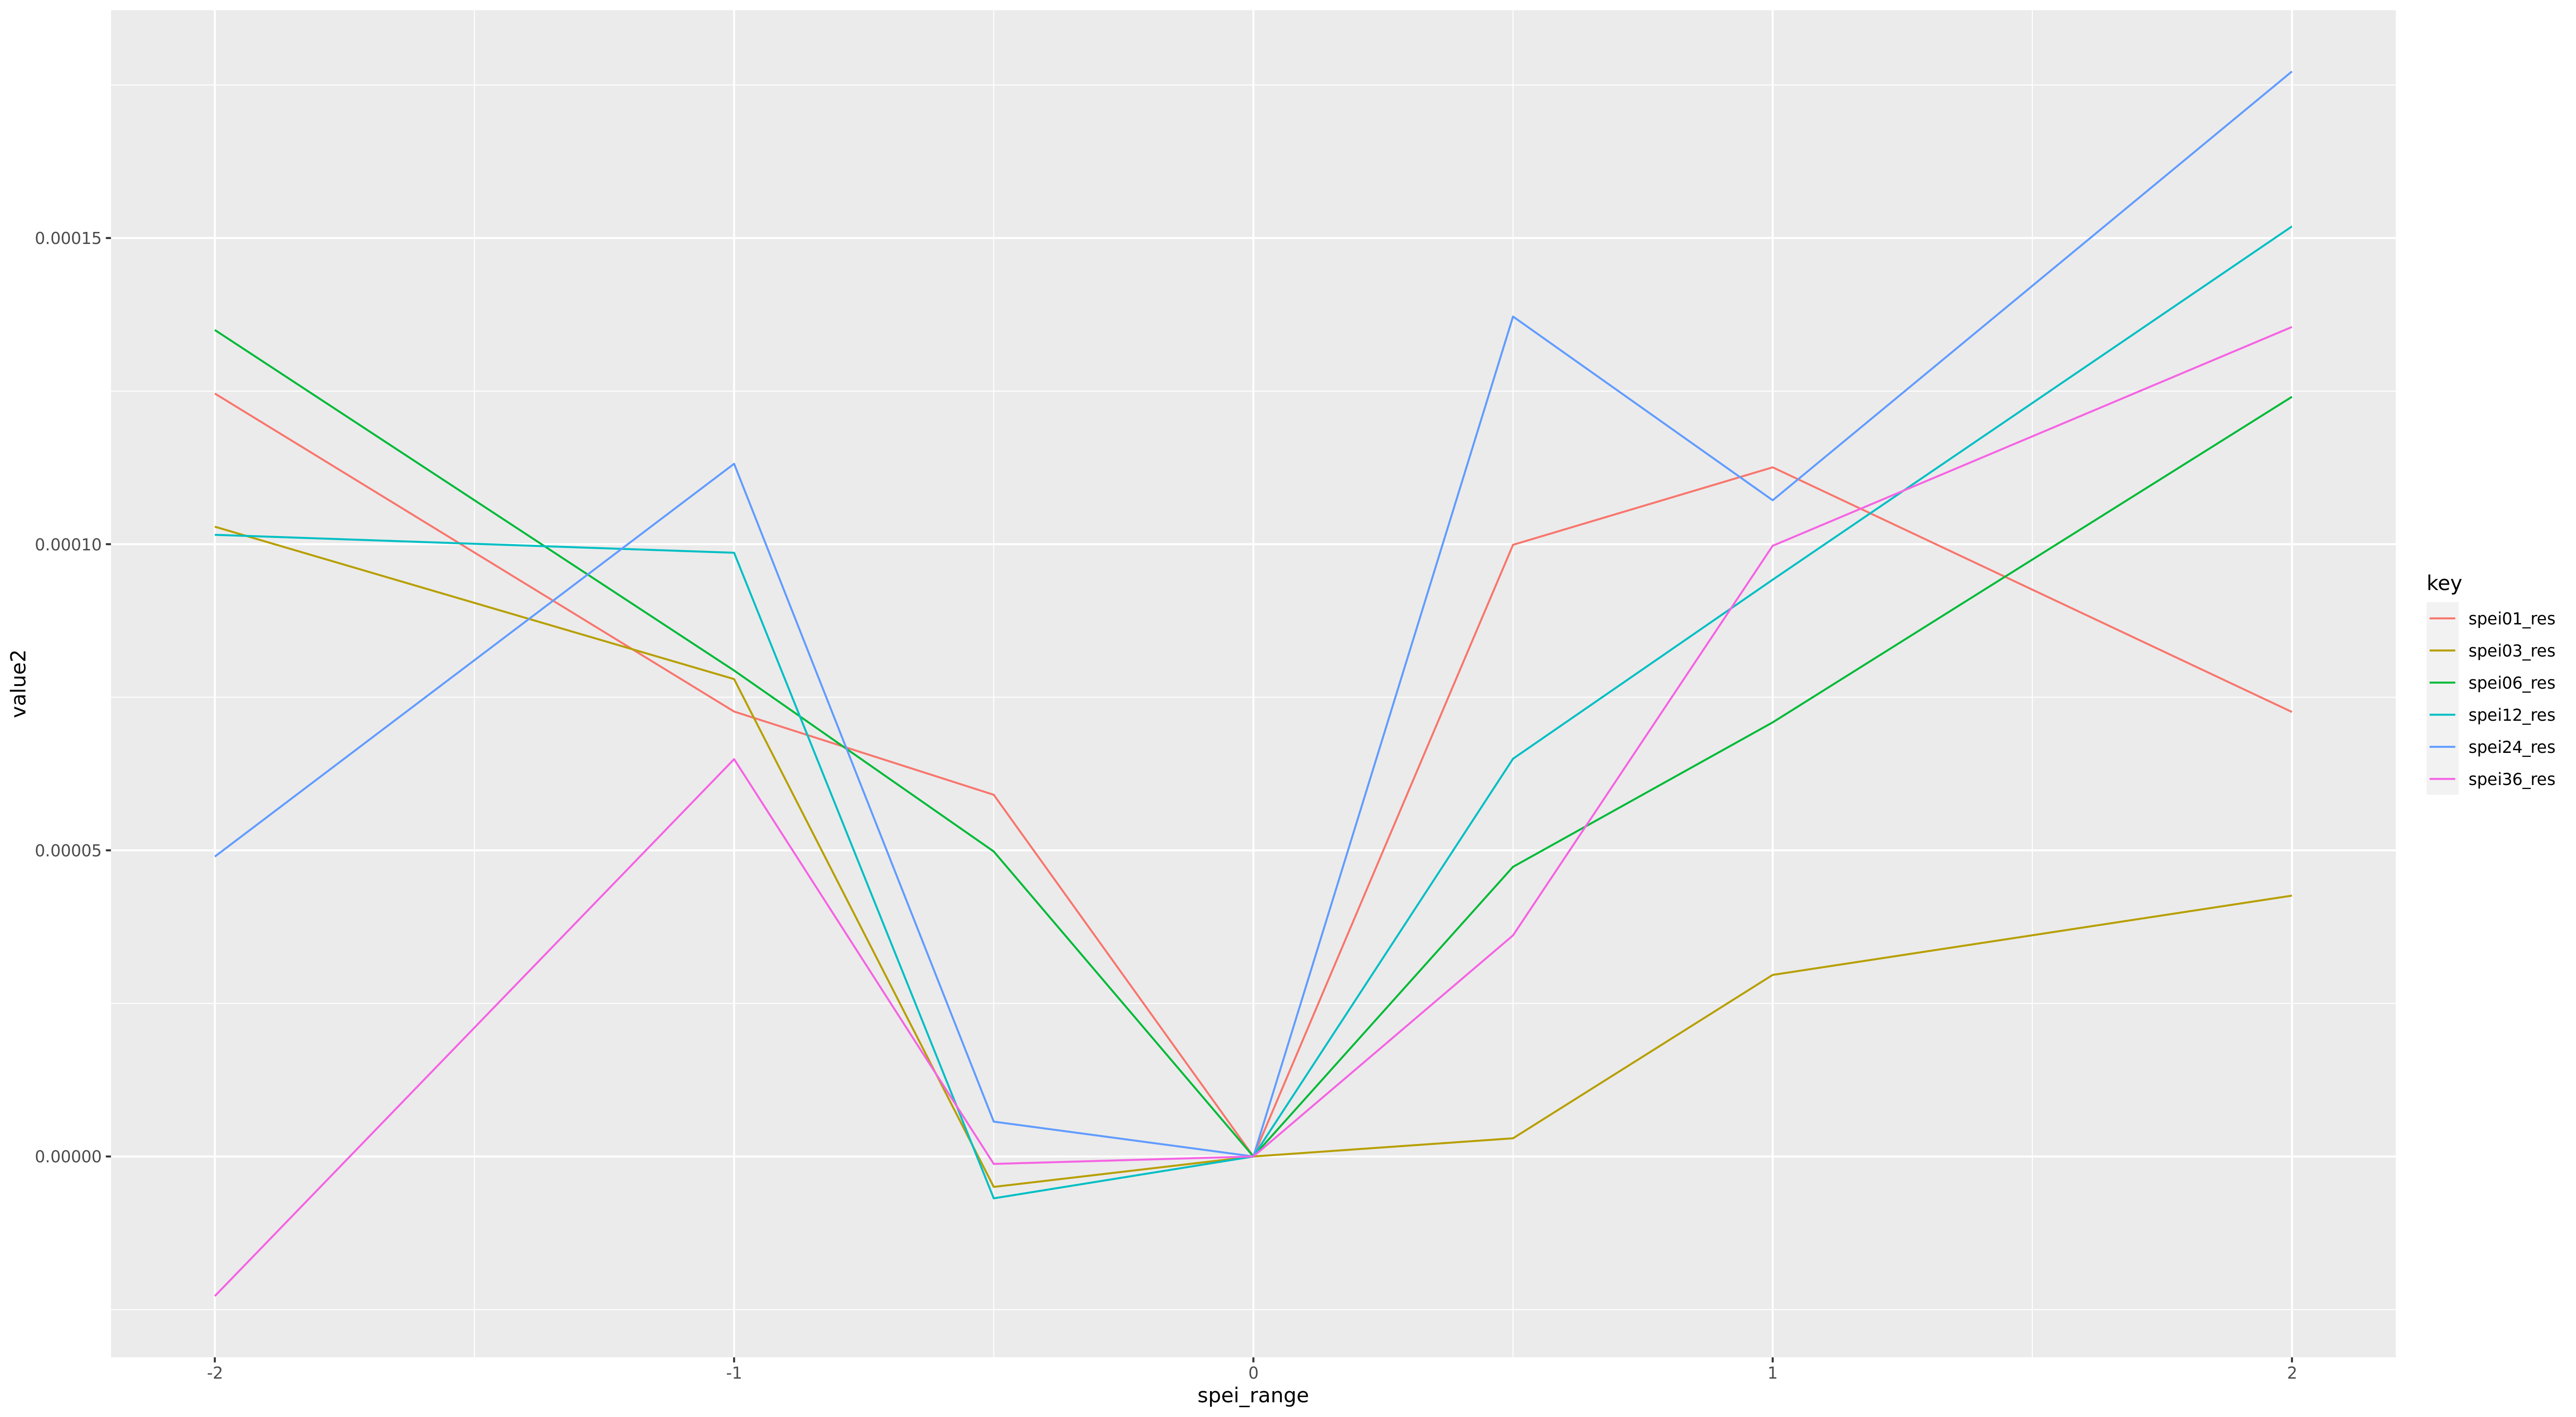 value2
0.00015
0.00010
0.00005
0.00000
-2
-1
0
1
2
spei_range
key
spei01_res
spei03_res
spei06_res
spei12_res
spei24_res
spei36_res